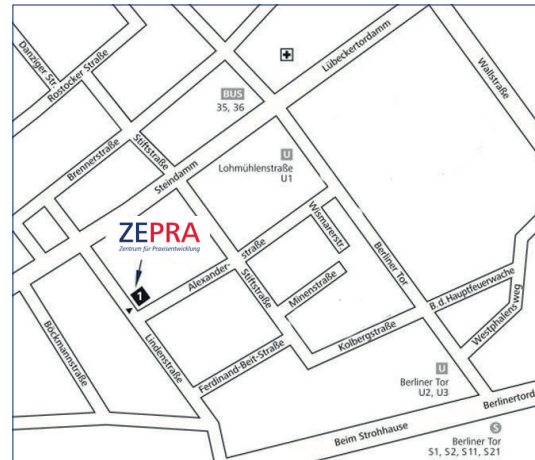 Danziger Str.
Rostocker Straße
Lübeckertordamm
Wallstraße
BUS
35, 36
Brennerstraße
Stiftstraße
Steindamm
U
Lohmühlenstraße
U1
ZEPRA
Zentrum für Praxisentwicklung
Wismarerstr.
Alexander-
straße
Berliner Tor
1
Stiftstraße
Minenstraße
B.d.Hauptfeuerwache
Westphalensweg
Böckmannstraße
Lindenstraße
Kolbergstraße
Ferdinand-Beit-Straße
U
Berliner Tor
U2, U3
Beim Strohhause
Berlinertord
S
Berliner Tor
S1, S2, S11, S21